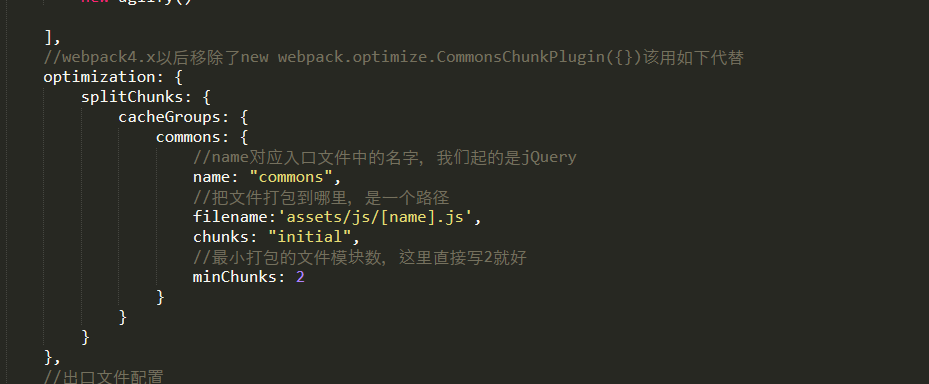 new uglify()
],
//webpack4.x以后移除了new webpack.optimize.CommonsChunkPlugin({})该用如下代替
optimization: {
splitChunks: {
cacheGroups: {
commons: {
//name对应入口文件中的名字, 我们起的是jQuery
name: "commons",
//把文件打包到哪里, 是一个路径
filename:'assets/js/[name].js',
chunks: "initial",
//最小打包的文件模块数, 这里直接写2就好
minChunks: 2
}
}
}
},
//出口文件配置